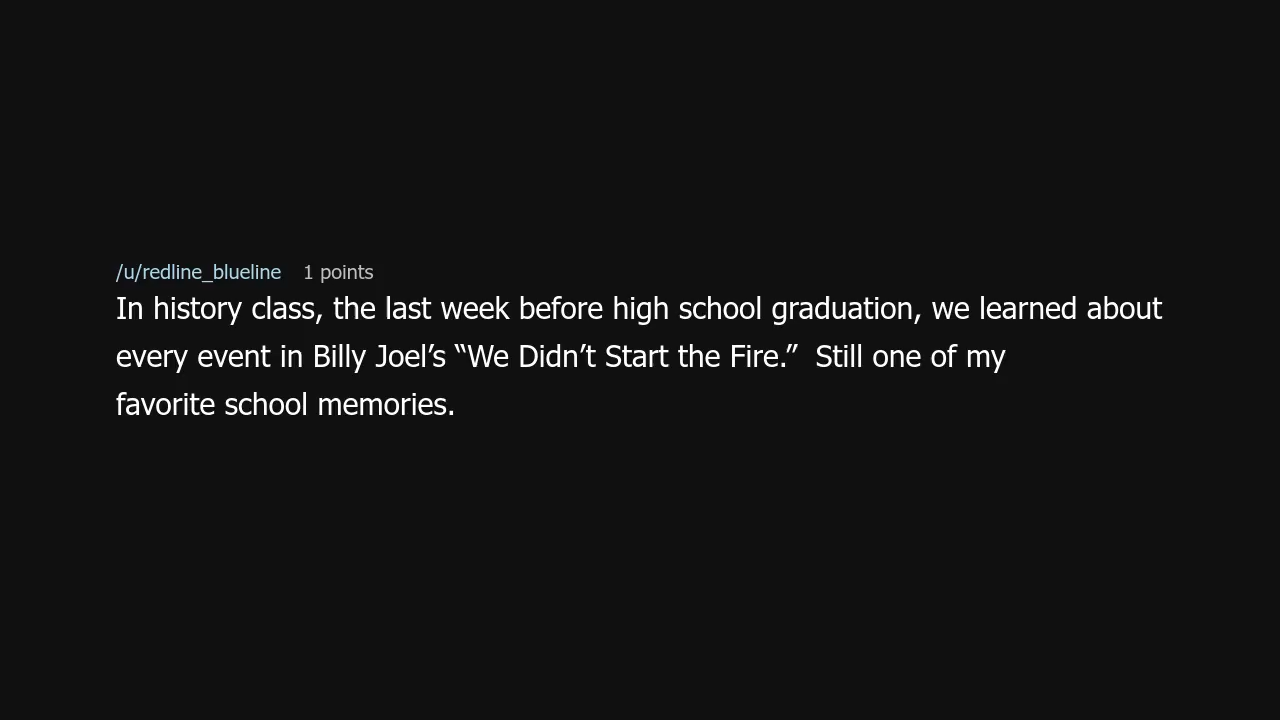 /u/redline_blueline 1 points
In history class, the last week before high school graduation, we learned about
every event in Billy Joel’s “We Didn’t Start the Fire.”  Still one of my
favorite school memories.